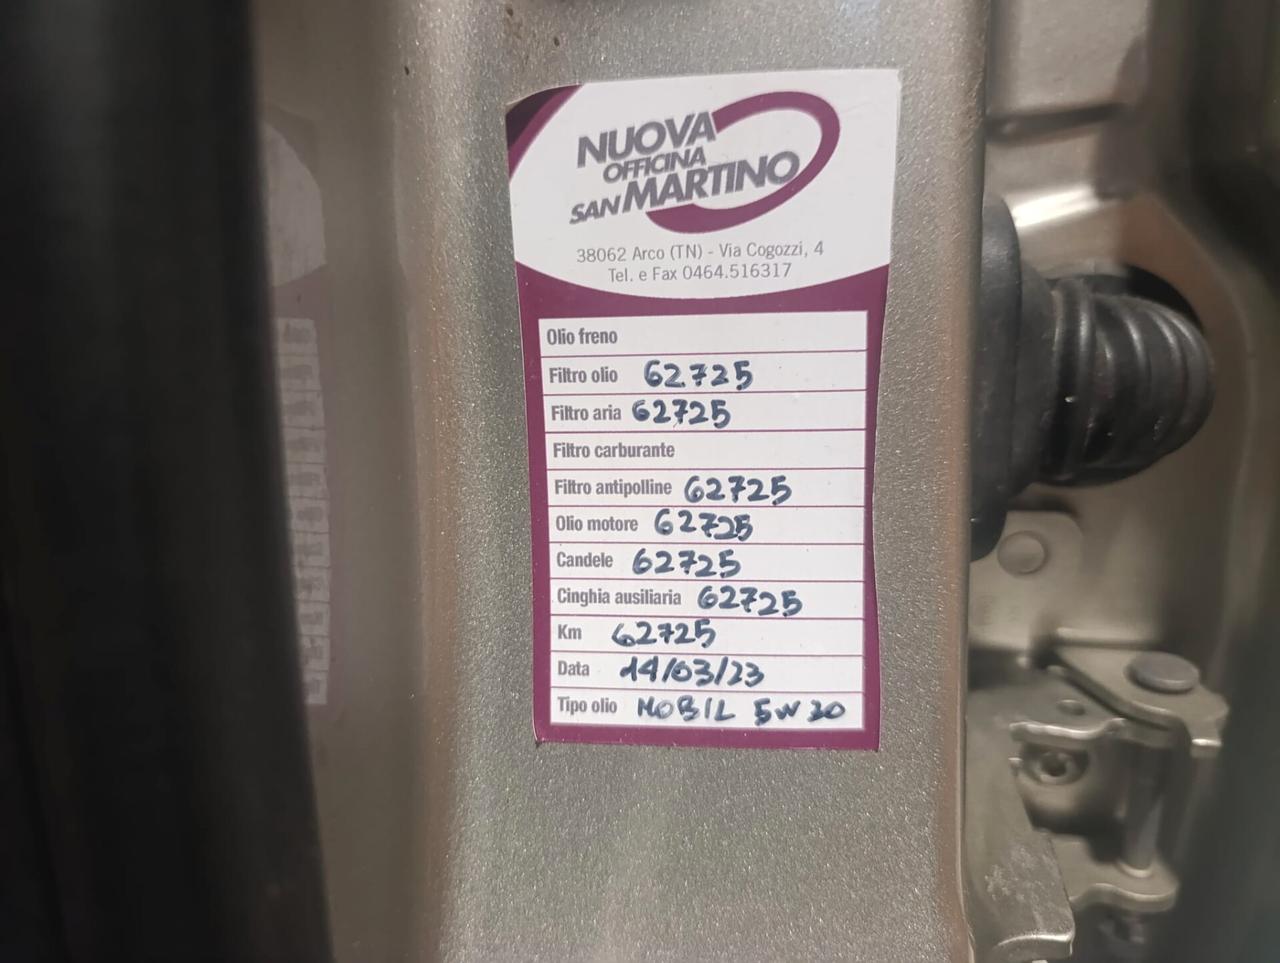 NUOVA
OFFICINA
SAN MARTINO
38062 Arco (TN) - Via Cogozzi, 4
Tel. e Fax 0464.516317
Olio freno
Filtro olio 62725
Filtro aria 62725
Filtro carburante
Filtro antipolline 62725
Olio motore 62725
Candele 62725
Cinghia ausiliaria 62725
Km 62725
Data 14/03/23
Tipo olio MOBIL 5W30